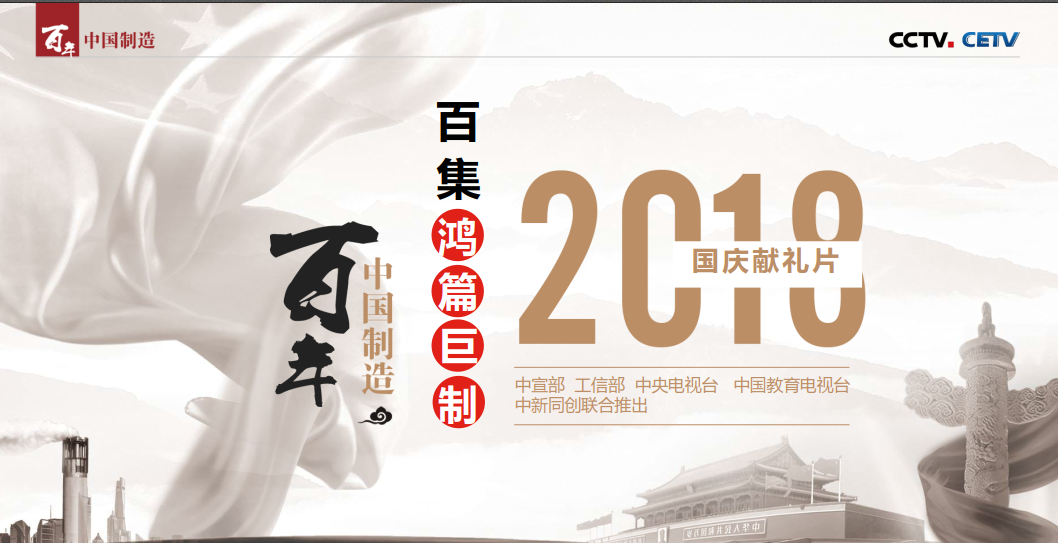 百年
中国制造
CCTV. CETV
百集
鸿篇巨制
百年
中国制造
2018
国庆献礼片
中宣部 工信部 中央电视台 中国教育电视台
中新同创联合推出